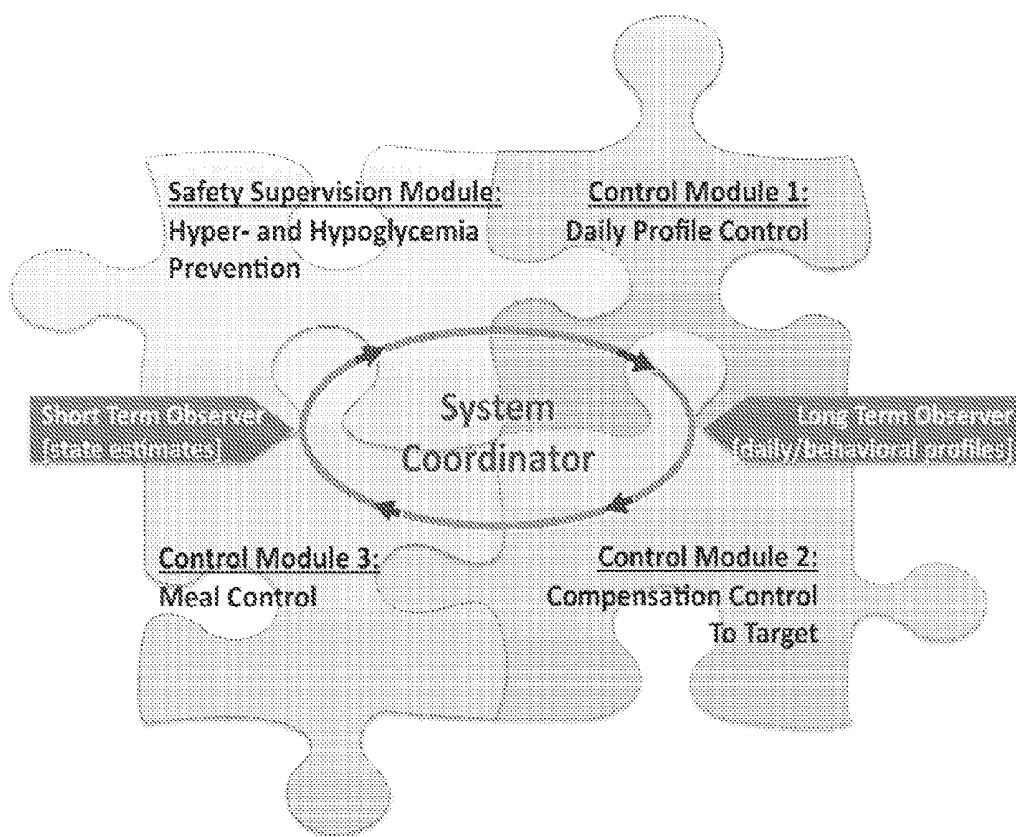 Safety Supervision Module:
Hyper- and Hypoglycemia
Prevention
Control Module 1:
Daily Profile Control
Short Term Observer
[state estimates]
System
Coordinator
Long Term Observer
[daily/behavioral profiles]
Control Module 3:
Meal Control
Control Module 2:
Compensation Control
To Target